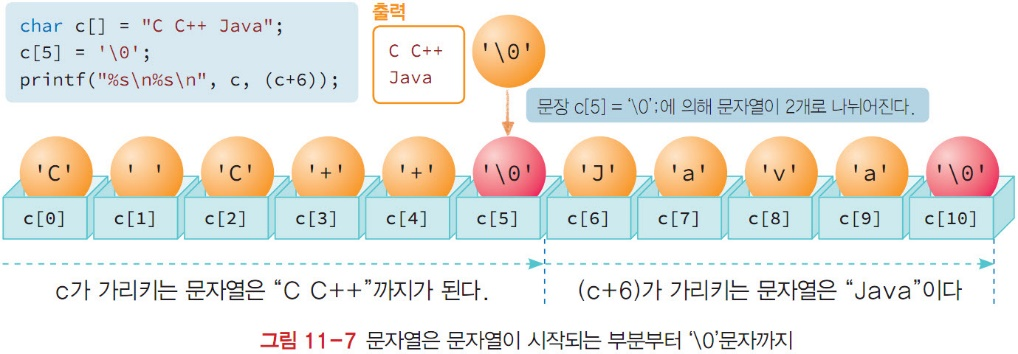 char c[] = "C C++ Java";
c[5] = '\0';
printf("%s\n%s\n", c, (c+6));
출력
C C++
Java
'\0'
문장 c[5] = '\0';에 의해 문자열이 2개로 나뉘어진다.
'C' ' ' 'C' '+' '+' '\0' 'J' 'a' 'v' 'a' '\0'
c[0] c[1] c[2] c[3] c[4] c[5] c[6] c[7] c[8] c[9] c[10]
c가 가리키는 문자열은 “C C++”까지가 된다.
(c+6)가 가리키는 문자열은 “Java”이다
그림 11-7 문자열은 문자열이 시작되는 부분부터 '\0'문자까지